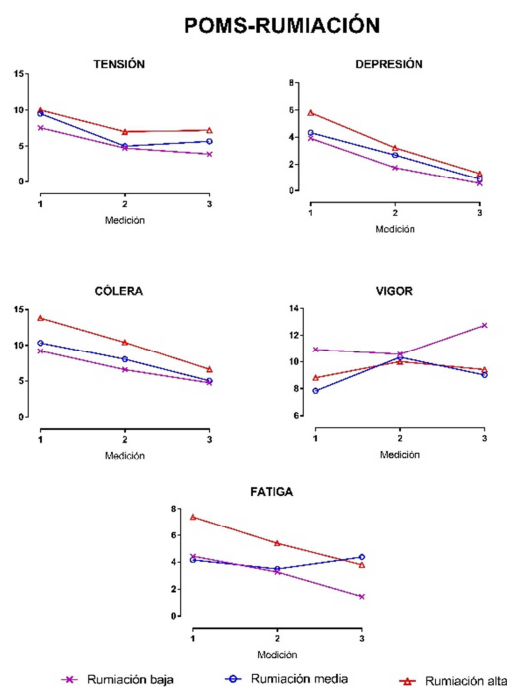 POMS-RUMIACIÓN
TENSIÓN
15
10
5
0
1 2 3
Medición
DEPRESIÓN
8
6
4
2
0
1 2 3
Medición
CÓLERA
15
10
5
0
1 2 3
Medición
VIGOR
14
12
10
8
6
1 2 3
Medición
FATIGA
8
6
4
2
0
1 2 3
Medición
Rumiación baja Rumiación media Rumiación alta